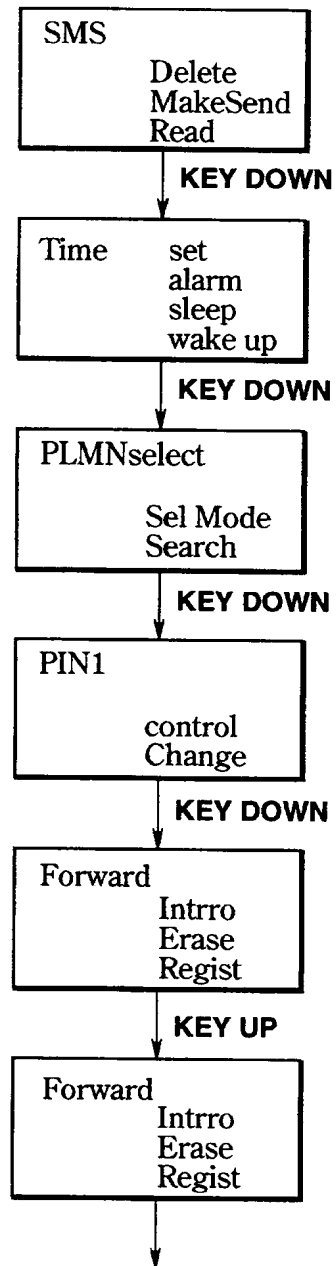 SMS
Delete
MakeSend
Read
KEY DOWN
Time set
alarm
sleep
wake up
KEY DOWN
PLMNselect
Sel Mode
Search
KEY DOWN
PIN1
control
Change
KEY DOWN
Forward
Intrro
Erase
Regist
KEY UP
Forward
Intrro
Erase
Regist